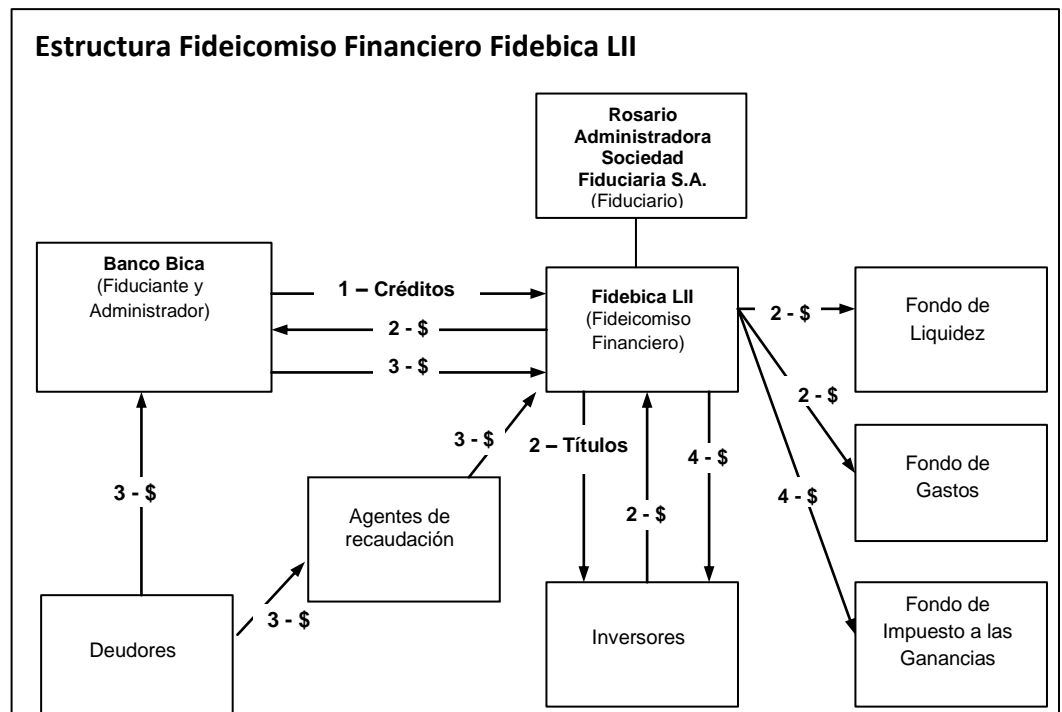 Estructura Fideicomiso Financiero Fidebica LII
Rosario
Administradora
Sociedad
Fiduciaria S.A.
(Fiduciario)
Banco Bica
(Fiduciante y
Administrador)
1 – Créditos
2 - $
3 - $
Fidebica LII
(Fideicomiso
Financiero)
2 - $
Fondo de
Liquidez
2 - $
4 - $
Fondo de
Gastos
3 - $
3 - $
2 – Títulos
4 - $
2 - $
Agentes de
recaudación
3 - $
Deudores
Inversores
Fondo de
Impuesto a las
Ganancias